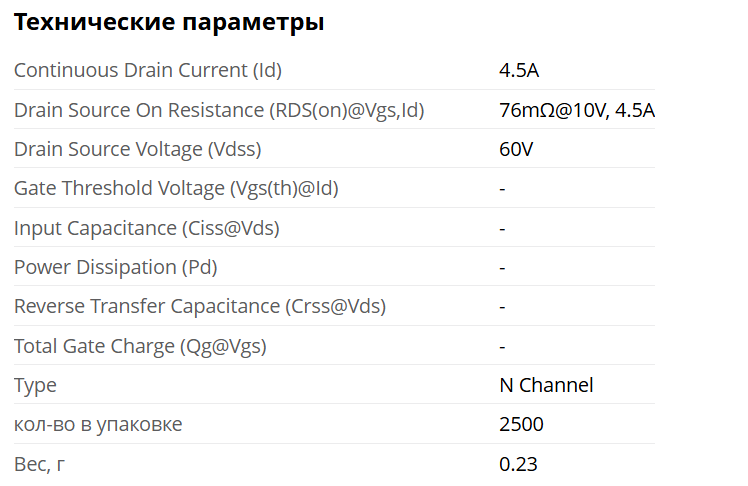 Технические параметры
Continuous Drain Current (Id) 4.5A
Drain Source On Resistance (RDS(on)@Vgs,Id) 76mΩ@10V, 4.5A
Drain Source Voltage (Vdss) 60V
Gate Threshold Voltage (Vgs(th)@Id) -
Input Capacitance (Ciss@Vds) -
Power Dissipation (Pd) -
Reverse Transfer Capacitance (Crss@Vds) -
Total Gate Charge (Qg@Vgs) -
Type N Channel
кол-во в упаковке 2500
Вес, г 0.23